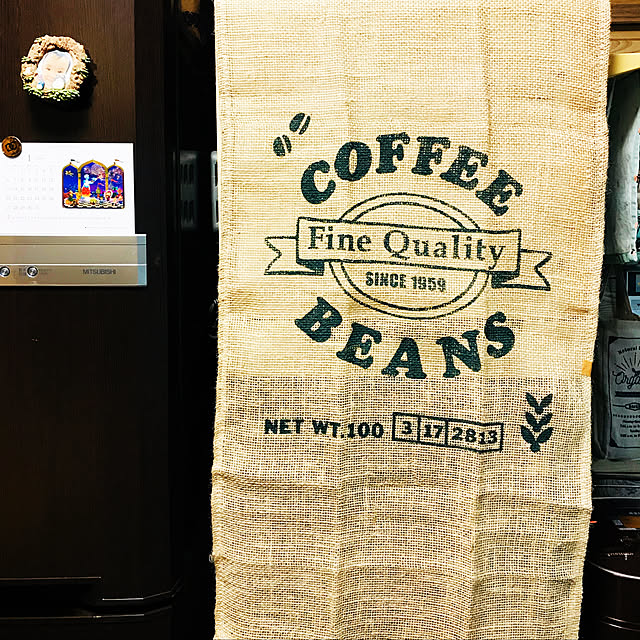 COFFEE
Fine Quality
SINCE 1959
BEANS
NET WT.100 3 17 2813
MITSUBISHI